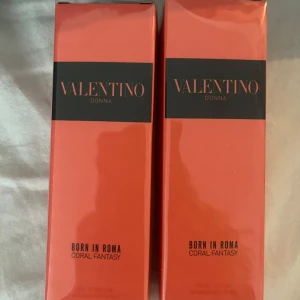 VALENTINO
DONNA
BORN IN ROMA
CORAL FANTASY
VALENTINO
DONNA
BORN IN ROMA
CORAL FANTASY